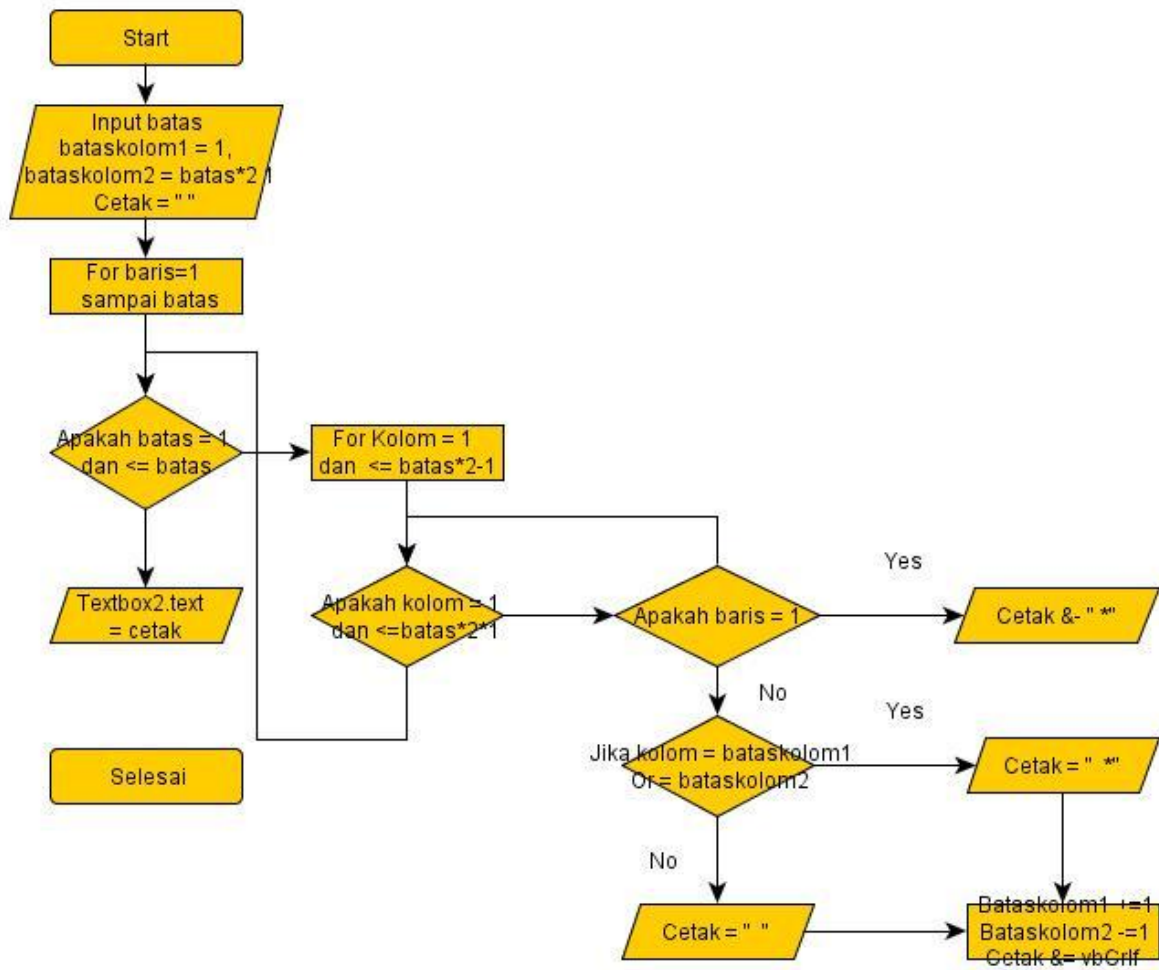 Start
Input batas
bataskolom1 = 1,
bataskolom2 = batas*2-1
Cetak = " "
For baris=1
sampai batas
Apakah batas = 1
dan <= batas
For Kolom = 1
dan <= batas*2-1
Textbox2.text
= cetak
Apakah kolom = 1
dan <=batas*2*1
Apakah baris = 1
Yes
Cetak &- " *"
No
Jika kolom = bataskolom1
Or = bataskolom2
Yes
Cetak = " *"
Selesai
No
Cetak = " "
Bataskolom1 +=1
Bataskolom2 -=1
Cetak &= vbCrlf